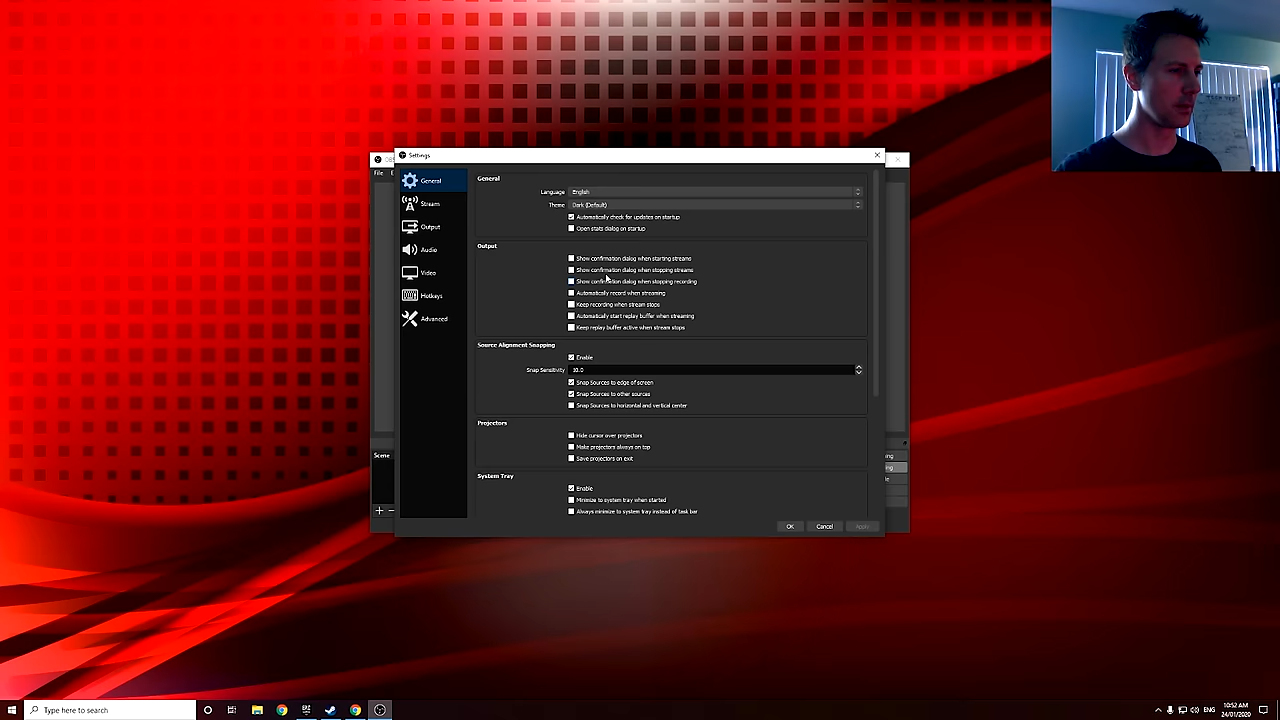 Settings
File
General
Stream
Output
Audio
Video
Hotkeys
Advanced
General
Language English
Theme Dark (Default)
Automatically check for updates on startup
Open stats dialog on startup
Output
Show confirmation dialog when starting streams
Show confirmation dialog when stopping streams
Show confirmation dialog when stopping recording
Automatically record when streaming
Keep recording when stream stops
Automatically start replay buffer when streaming
Keep replay buffer active when stream stops
Source Alignment Snapping
Enable
Snap Sensitivity 10.0
Snap Sources to edge of screen
Snap Sources to other sources
Snap Sources to horizontal and vertical center
Projectors
Hide cursor over projectors
Make projectors always on top
Save projectors on exit
System Tray
Enable
Minimize to system tray when started
Always minimize to system tray instead of task bar
Scene
OK Cancel Apply
Type here to search
ENG
10:52 AM
24/01/2020